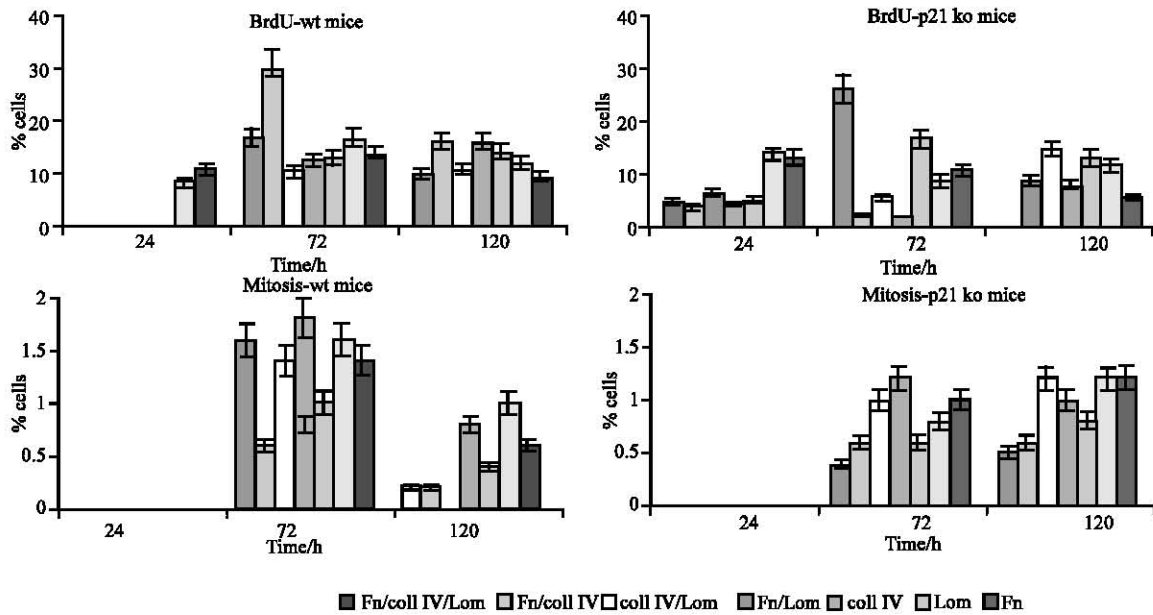 BrdU-wt mice
40
30
20
10
0
% cells
24
72
120
Time/h
BrdU-p21 ko mice
40
30
20
10
0
% cells
24
72
120
Time/h
Mitosis-wt mice
2
1.5
1
0.5
0
% cells
24
72
120
Time/h
Mitosis-p21 ko mice
2
1.5
1
0.5
0
% cells
24
72
120
Time/h
Fn/coll IV/Lom Fn/coll IV coll IV/Lom Fn/Lom coll IV Lom Fn